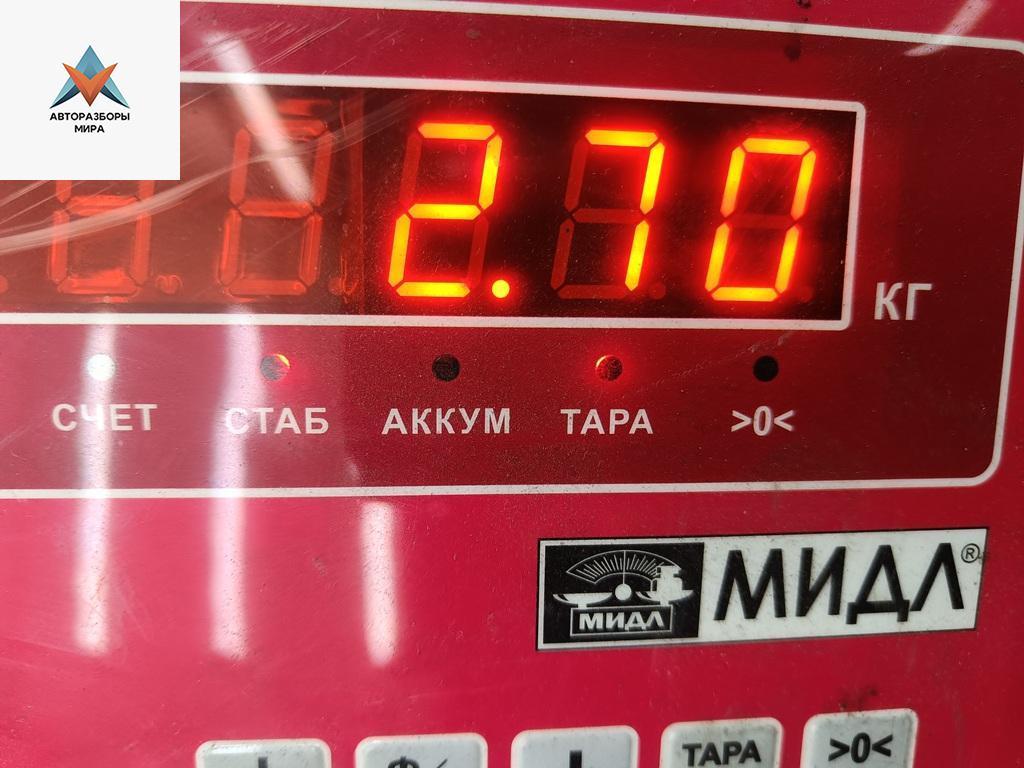 АВТОРАЗБОРЫ
МИРА
2.70
КГ
СЧЕТ СТАБ АККУМ ТАРА >0<
МИДЛ МИДЛ®
ТАРА >0<